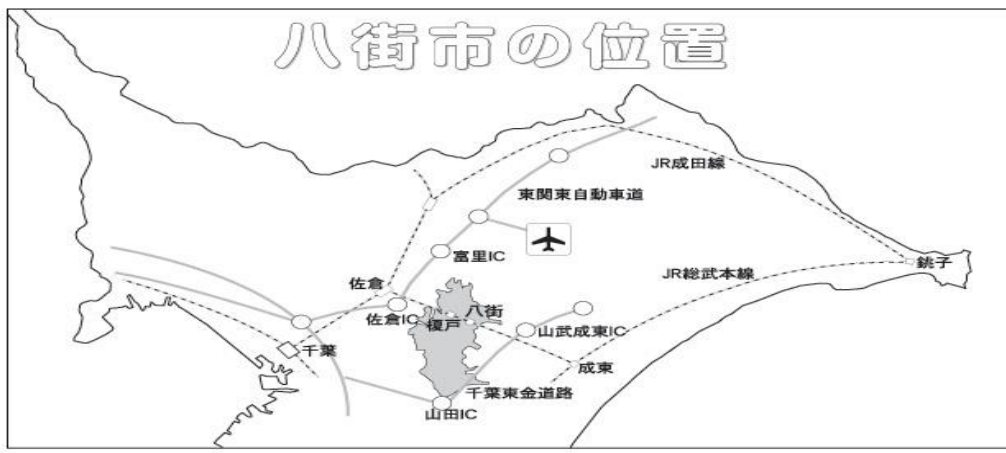 八街市の位置
JR成田線
東関東自動車道
富里IC
JR総武本線
銚子
佐倉
佐倉IC
八街
榎戸
山武成東IC
千葉
成東
千葉東金道路
山田IC